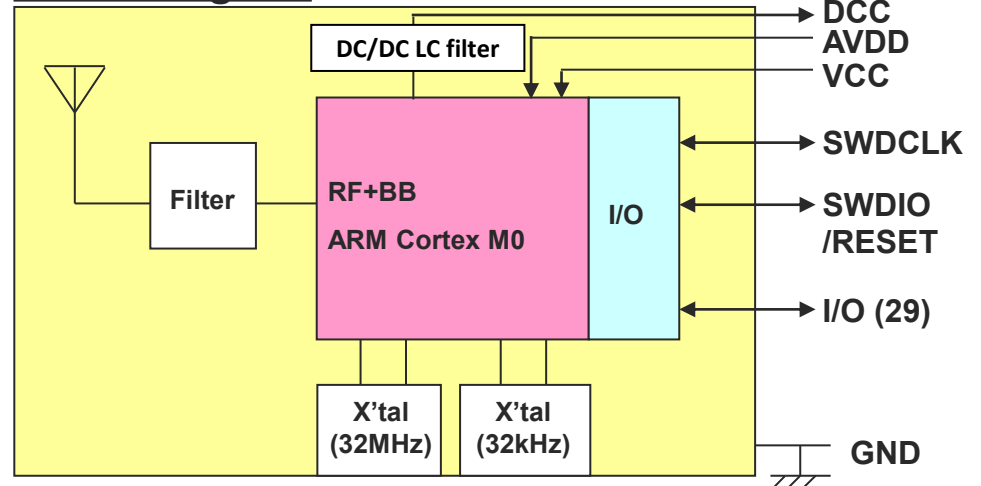 DCC
DC/DC LC filter
AVDD
VCC
SWDCLK
Filter
RF+BB
ARM Cortex M0
I/O
SWDIO
/RESET
I/O (29)
X’tal
(32MHz)
X’tal
(32kHz)
GND